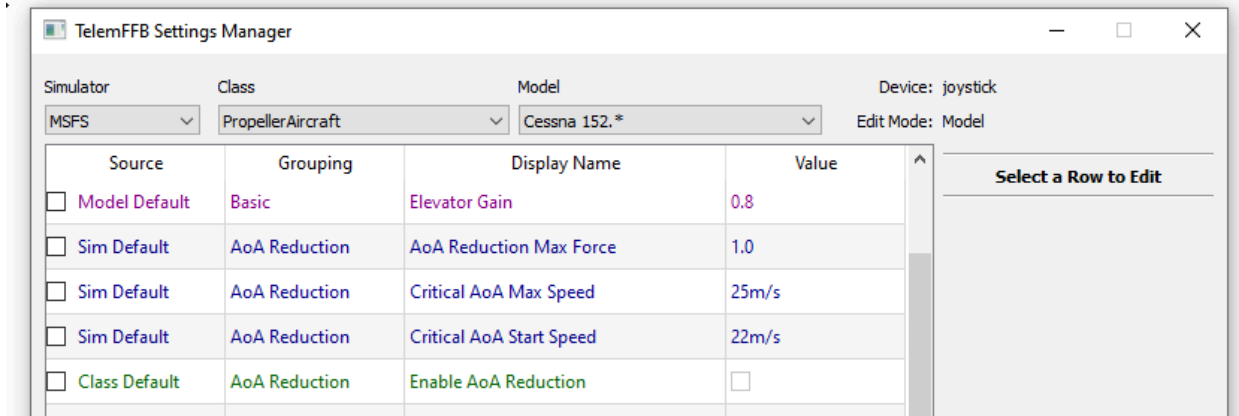 TelemFFB Settings Manager
Simulator Class Model Device: joystick
MSFS PropellerAircraft Cessna 152.* Edit Mode: Model
Source Grouping Display Name Value
Select a Row to Edit
Model Default Basic Elevator Gain 0.8
Sim Default AoA Reduction AoA Reduction Max Force 1.0
Sim Default AoA Reduction Critical AoA Max Speed 25m/s
Sim Default AoA Reduction Critical AoA Start Speed 22m/s
Class Default AoA Reduction Enable AoA Reduction